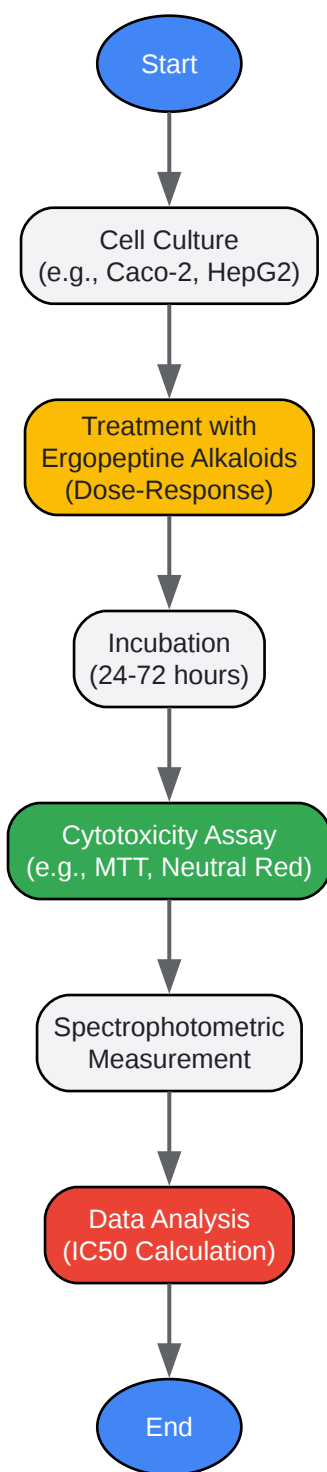 Start
Cell Culture
(e.g., Caco-2, HepG2)
Treatment with
Ergopeptine Alkaloids
(Dose-Response)
Incubation
(24-72 hours)
Cytotoxicity Assay
(e.g., MTT, Neutral Red)
Spectrophotometric
Measurement
Data Analysis
(IC50 Calculation)
End